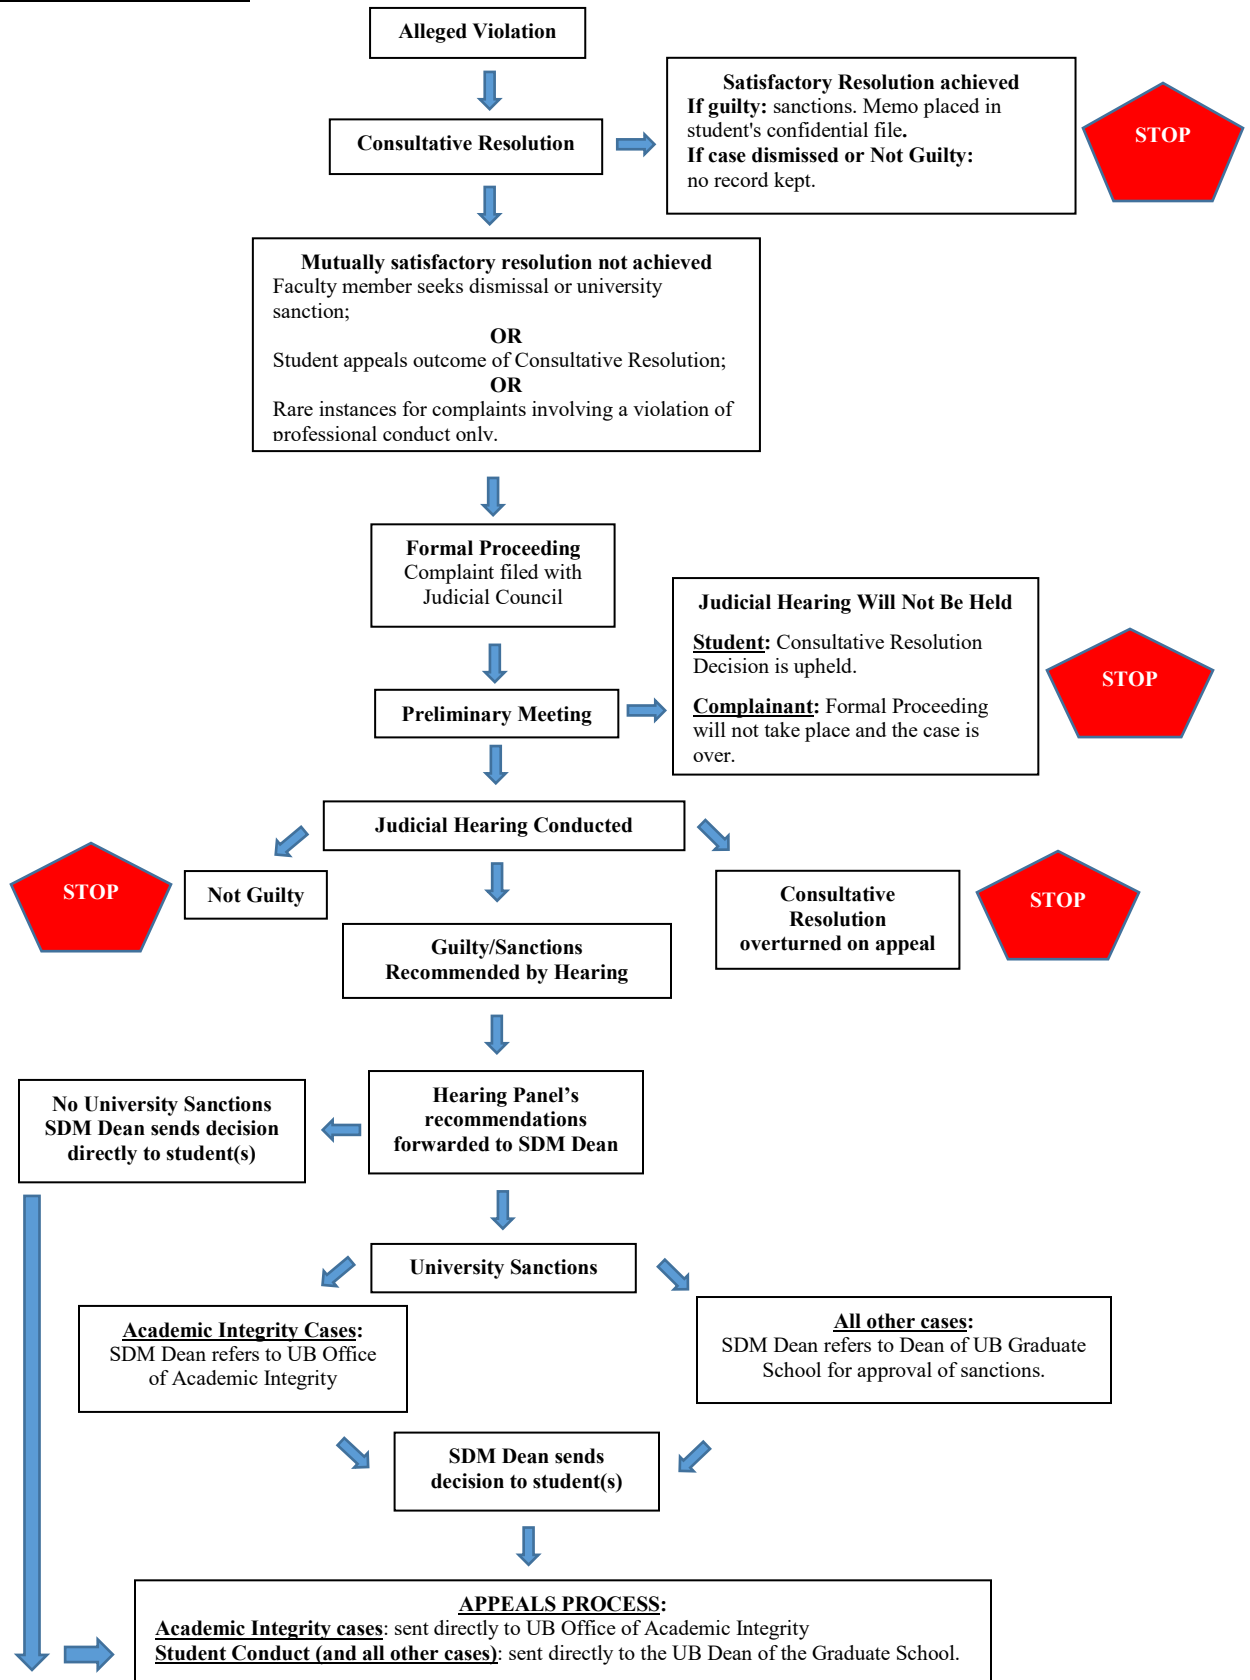 Alleged Violation
Satisfactory Resolution achieved
If guilty: sanctions. Memo placed in
student's confidential file.
If case dismissed or Not Guilty:
no record kept.
STOP
Consultative Resolution
Mutually satisfactory resolution not achieved
Faculty member seeks dismissal or university
sanction;
OR
Student appeals outcome of Consultative Resolution;
OR
Rare instances for complaints involving a violation of
professional conduct only.
Formal Proceeding
Complaint filed with
Judicial Council
Judicial Hearing Will Not Be Held
Student: Consultative Resolution
Decision is upheld.
Complainant: Formal Proceeding
will not take place and the case is
over.
STOP
Preliminary Meeting
Judicial Hearing Conducted
STOP
Not Guilty
Consultative
Resolution
overturned on appeal
STOP
Guilty/Sanctions
Recommended by Hearing
No University Sanctions
SDM Dean sends decision
directly to student(s)
Hearing Panel’s
recommendations
forwarded to SDM Dean
University Sanctions
Academic Integrity Cases:
SDM Dean refers to UB Office
of Academic Integrity
All other cases:
SDM Dean refers to Dean of UB Graduate
School for approval of sanctions.
SDM Dean sends
decision to student(s)
APPEALS PROCESS:
Academic Integrity cases: sent directly to UB Office of Academic Integrity
Student Conduct (and all other cases): sent directly to the UB Dean of the Graduate School.